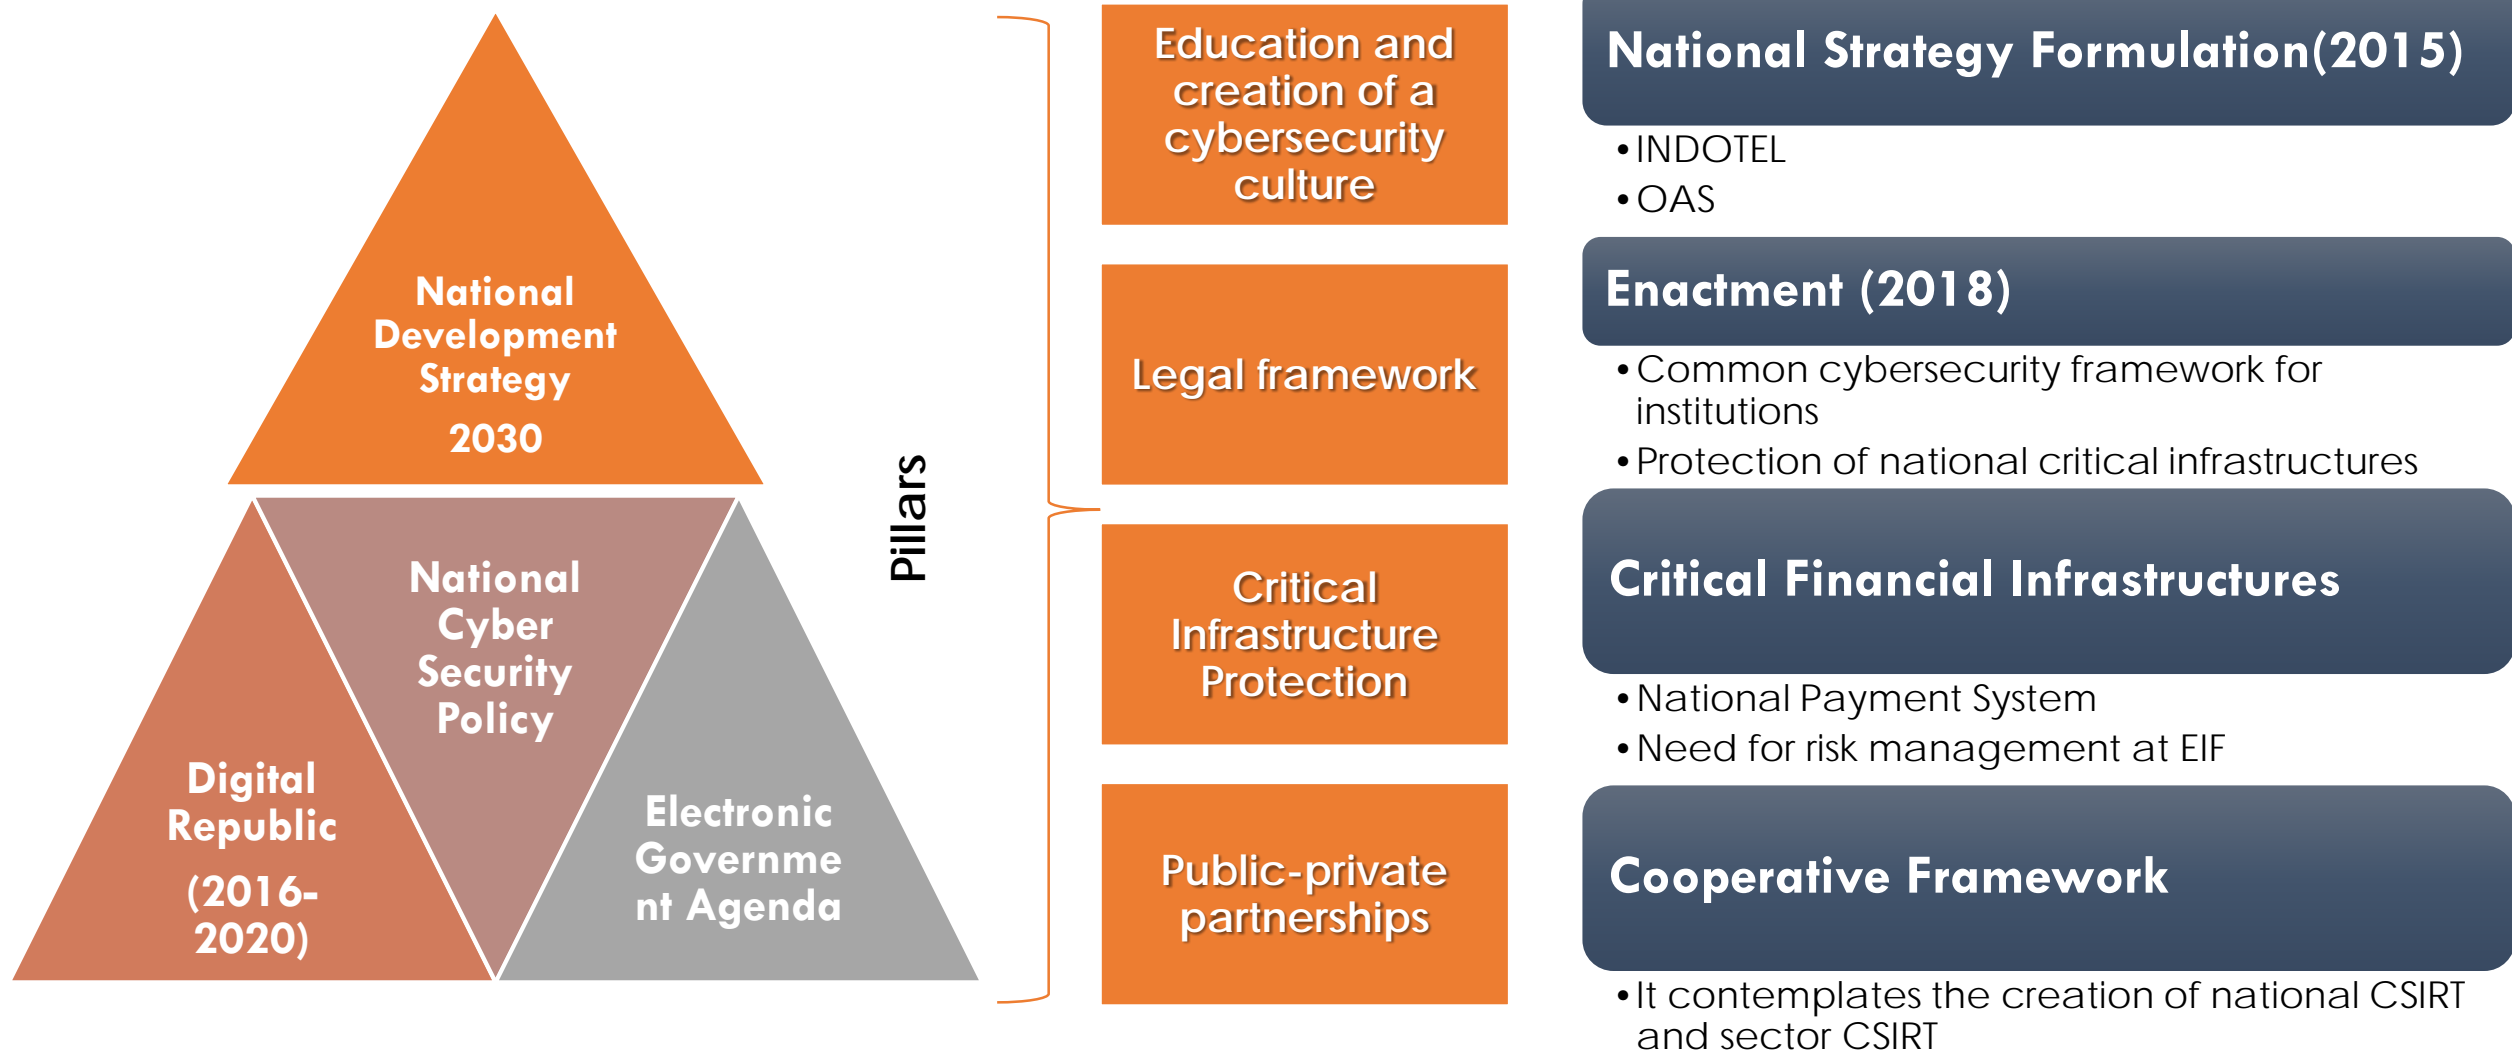 National
Development
Strategy
2030
National
Cyber
Security
Policy
Digital
Republic
(2016-
2020)
Electronic
Governme
nt Agenda
Pillars
Education and
creation of a
cybersecurity
culture
Legal framework
Critical
Infrastructure
Protection
Public-private
partnerships
National Strategy Formulation(2015)
•INDOTEL
•OAS
Enactment (2018)
•Common cybersecurity framework for
institutions
•Protection of national critical infrastructures
Critical Financial Infrastructures
•National Payment System
•Need for risk management at EIF
Cooperative Framework
•It contemplates the creation of national CSIRT
and sector CSIRT